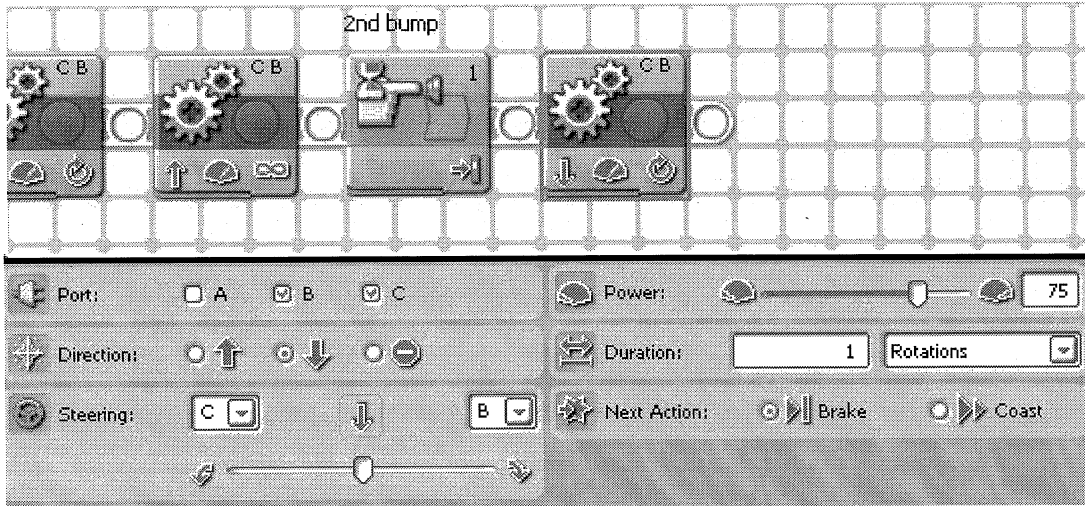 2nd bump
C B
C B
1
C B
Port:
A
B
C
Power:
75
Direction:
Duration:
1
Rotations
Steering:
C
B
Next Action:
Brake
Coast